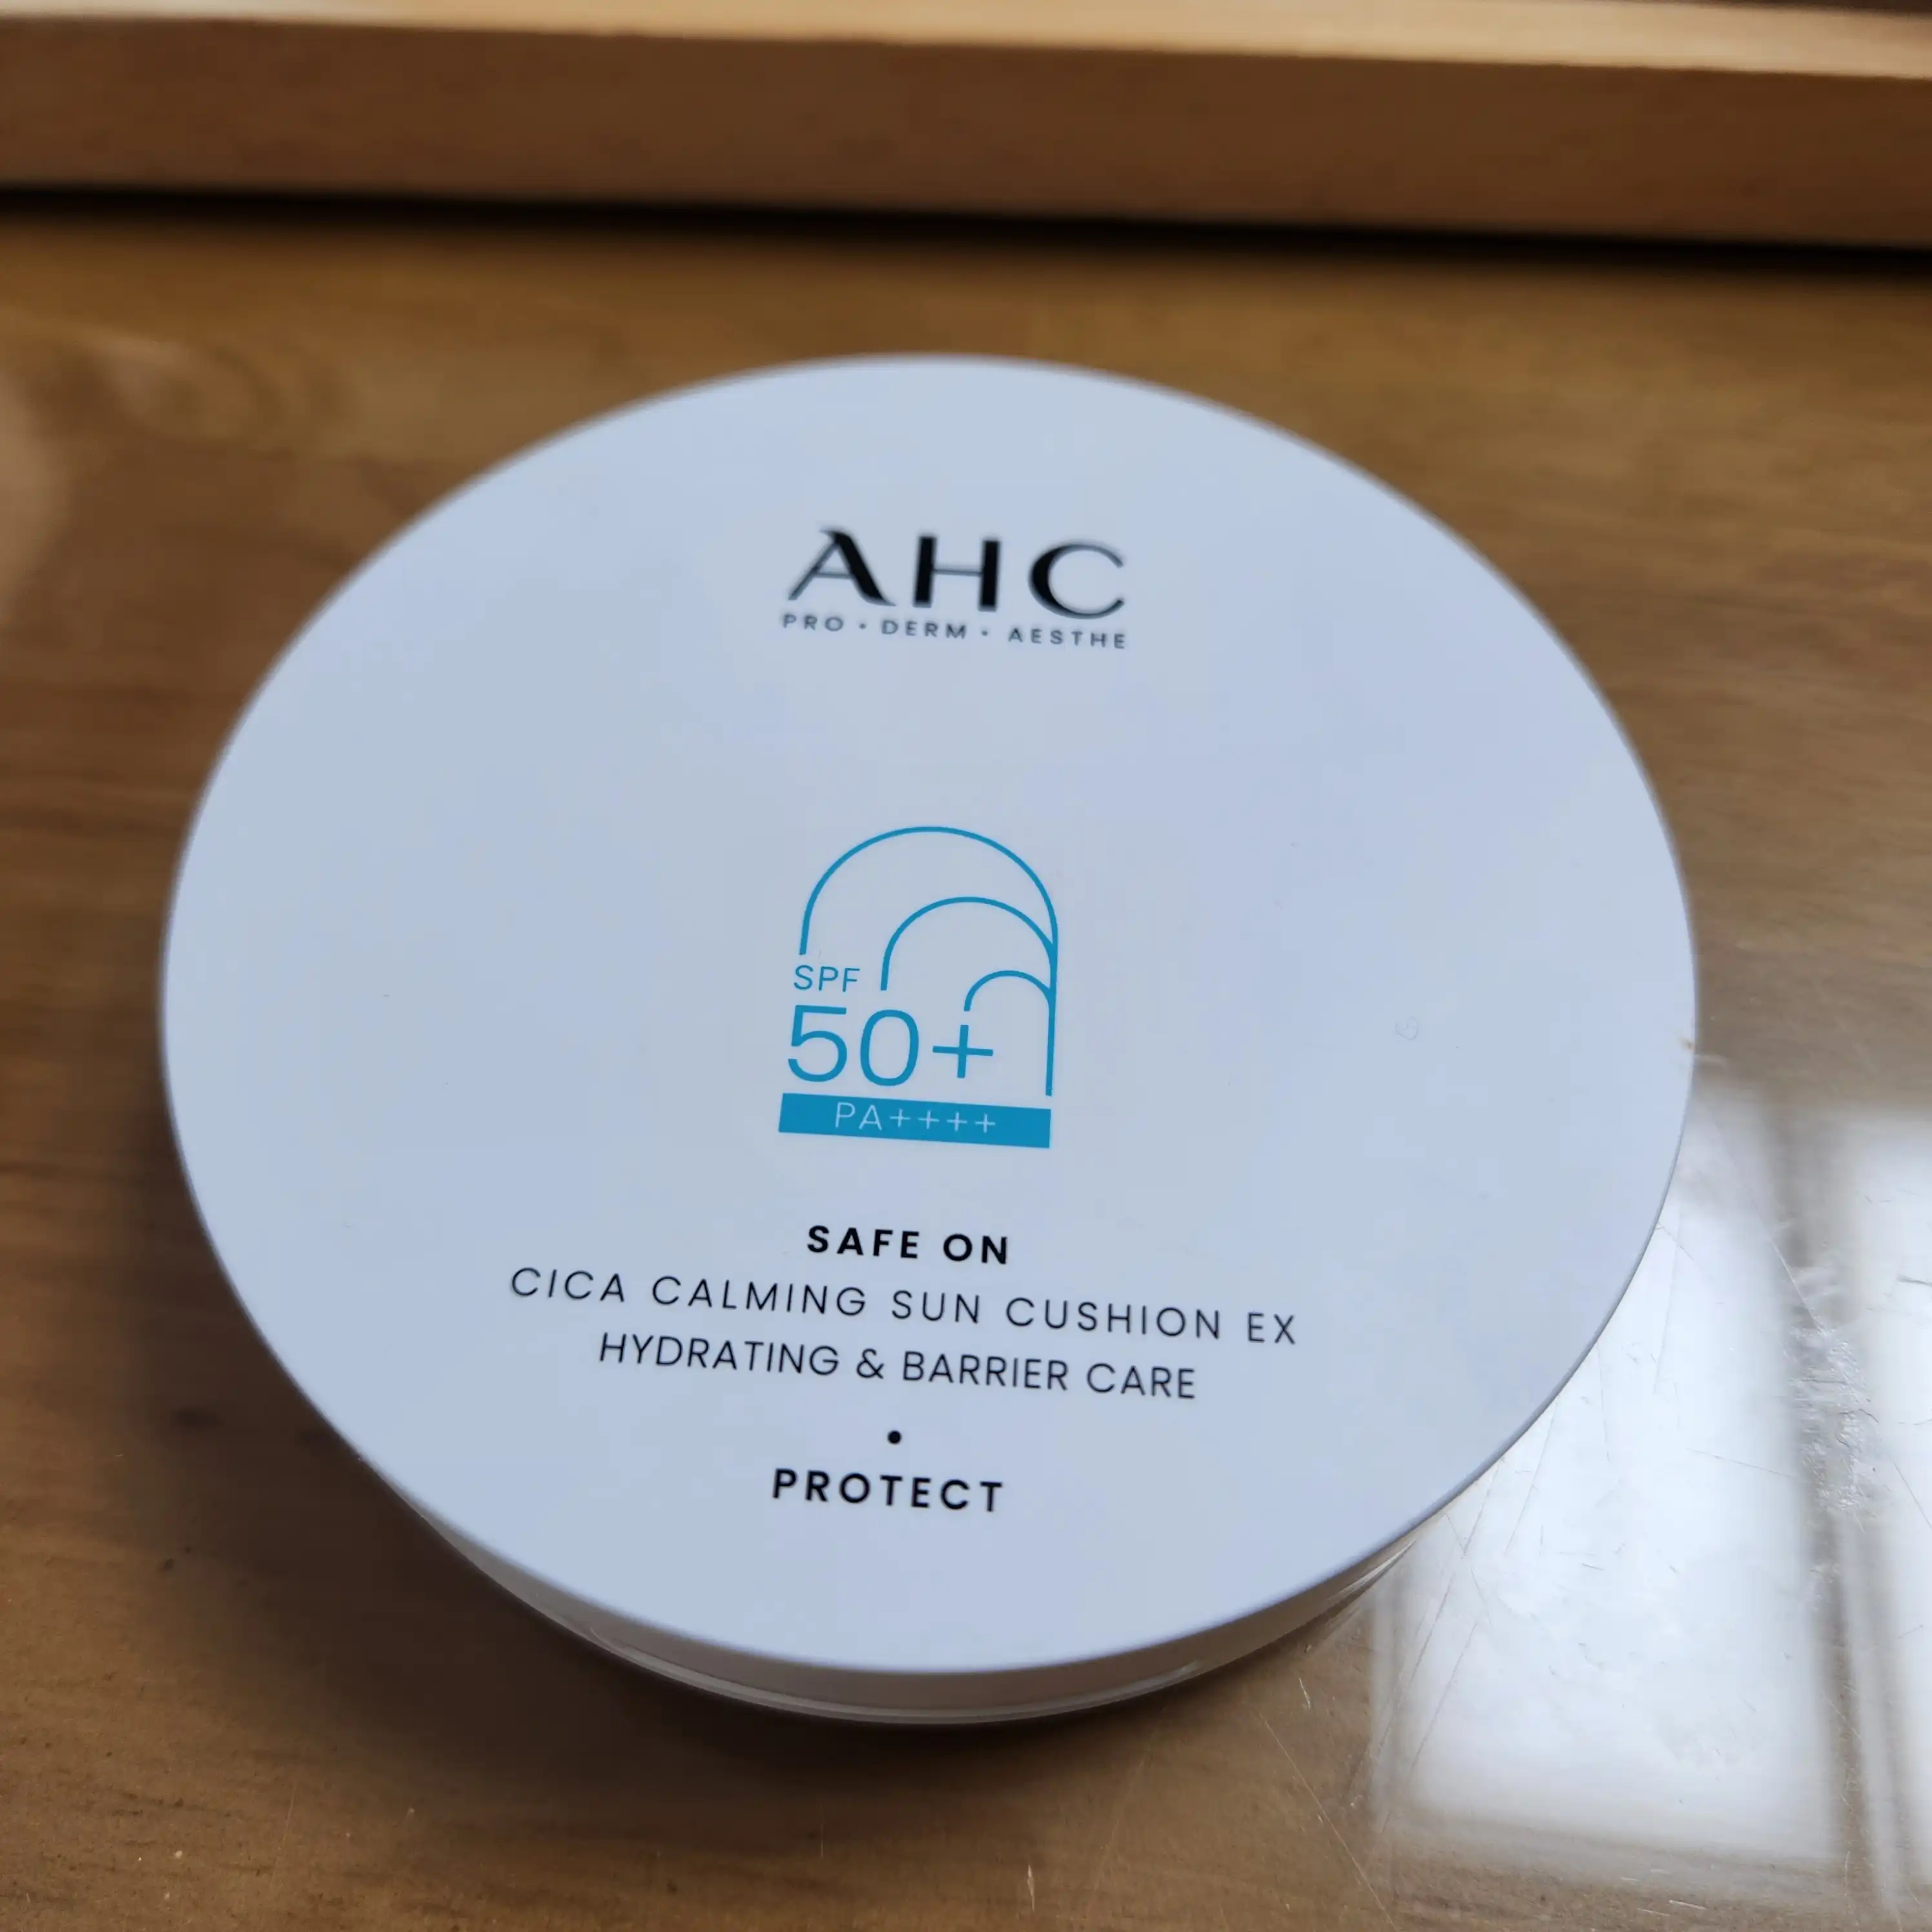 AHC
PRO • DERM • AESTHE
SPF
50+
PA++++
SAFE ON
CICA CALMING SUN CUSHION EX
HYDRATING & BARRIER CARE
•
PROTECT